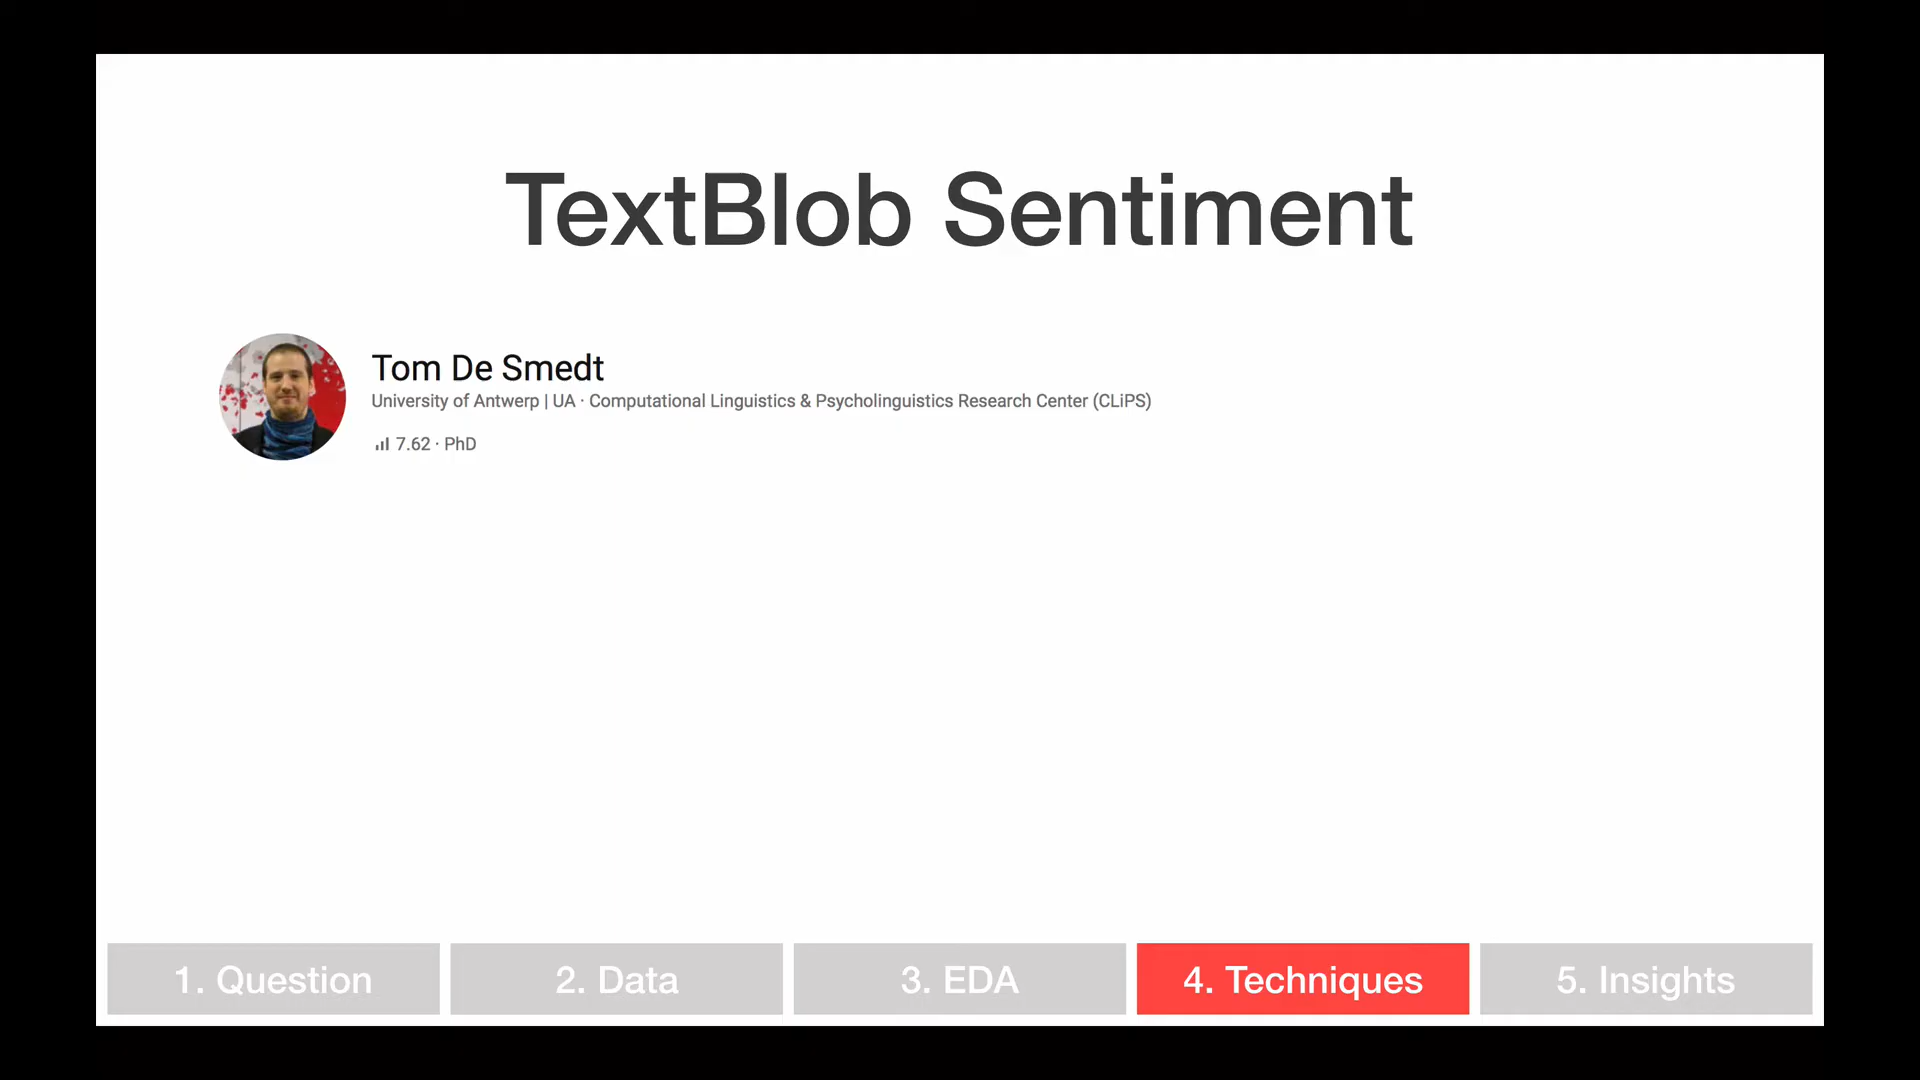 TextBlob Sentiment
Tom De Smedt
University of Antwerp | UA · Computational Linguistics & Psycholinguistics Research Center (CLiPS)
7.62 · PhD
1. Question
2. Data
3. EDA
4. Techniques
5. Insights